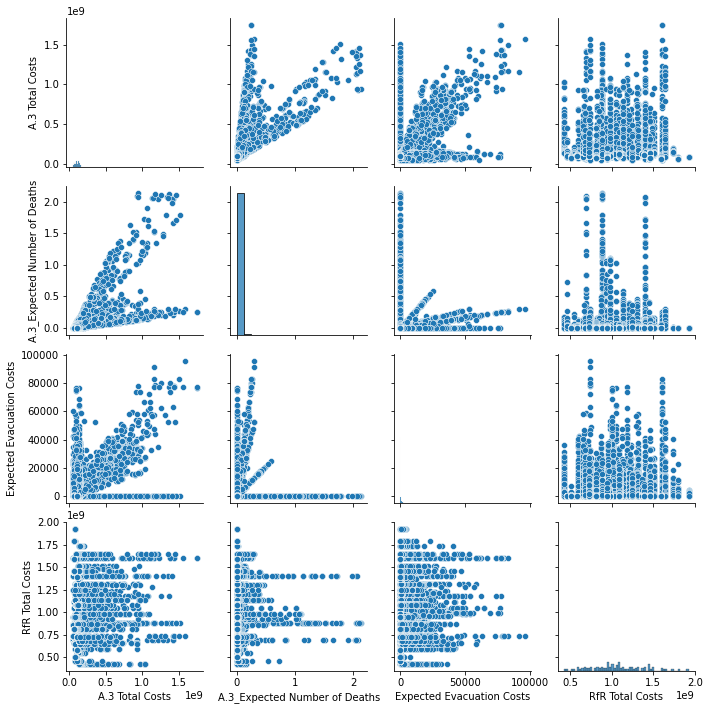 1e9
A.3 Total Costs
1.5
1.0
0.5
0.0
A.3_Expected Number of Deaths
2.0
1.5
1.0
0.5
0.0
Expected Evacuation Costs
100000
80000
60000
40000
20000
0
1e9
RfR Total Costs
2.00
1.75
1.50
1.25
1.00
0.75
0.50
0.0 0.5 1.0 1.5
A.3 Total Costs 1e9
0 1 2
A.3_Expected Number of Deaths
0 50000 100000
Expected Evacuation Costs
0.5 1.0 1.5 2.0
RfR Total Costs 1e9